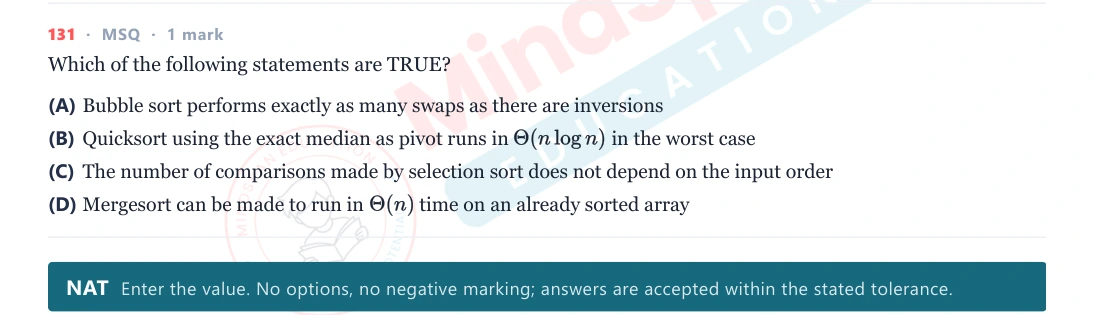 131 · MSQ · 1 mark
Which of the following statements are TRUE?
(A) Bubble sort performs exactly as many swaps as there are inversions
(B) Quicksort using the exact median as pivot runs in Θ(n log n) in the worst case
(C) The number of comparisons made by selection sort does not depend on the input order
(D) Mergesort can be made to run in Θ(n) time on an already sorted array
NAT Enter the value. No options, no negative marking; answers are accepted within the stated tolerance.
EDUCATION